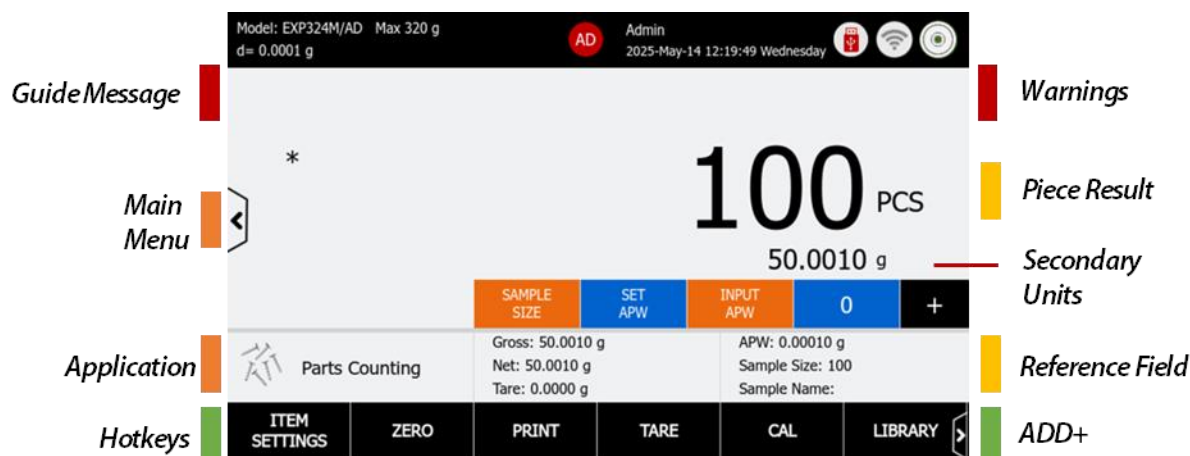 Model: EXP324M/AD Max 320 g
d= 0.0001 g
AD
Admin
2025-May-14 12:19:49 Wednesday
Guide Message
Warnings
*
100 PCS
Main
Menu
Piece Result
50.0010 g
Secondary
Units
SAMPLE
SIZE
SET
APW
INPUT
APW
0
+
Application
Parts Counting
Gross: 50.0010 g
Net: 50.0010 g
Tare: 0.0000 g
APW: 0.00010 g
Sample Size: 100
Sample Name:
Reference Field
Hotkeys
ITEM
SETTINGS
ZERO
PRINT
TARE
CAL
LIBRARY
ADD+